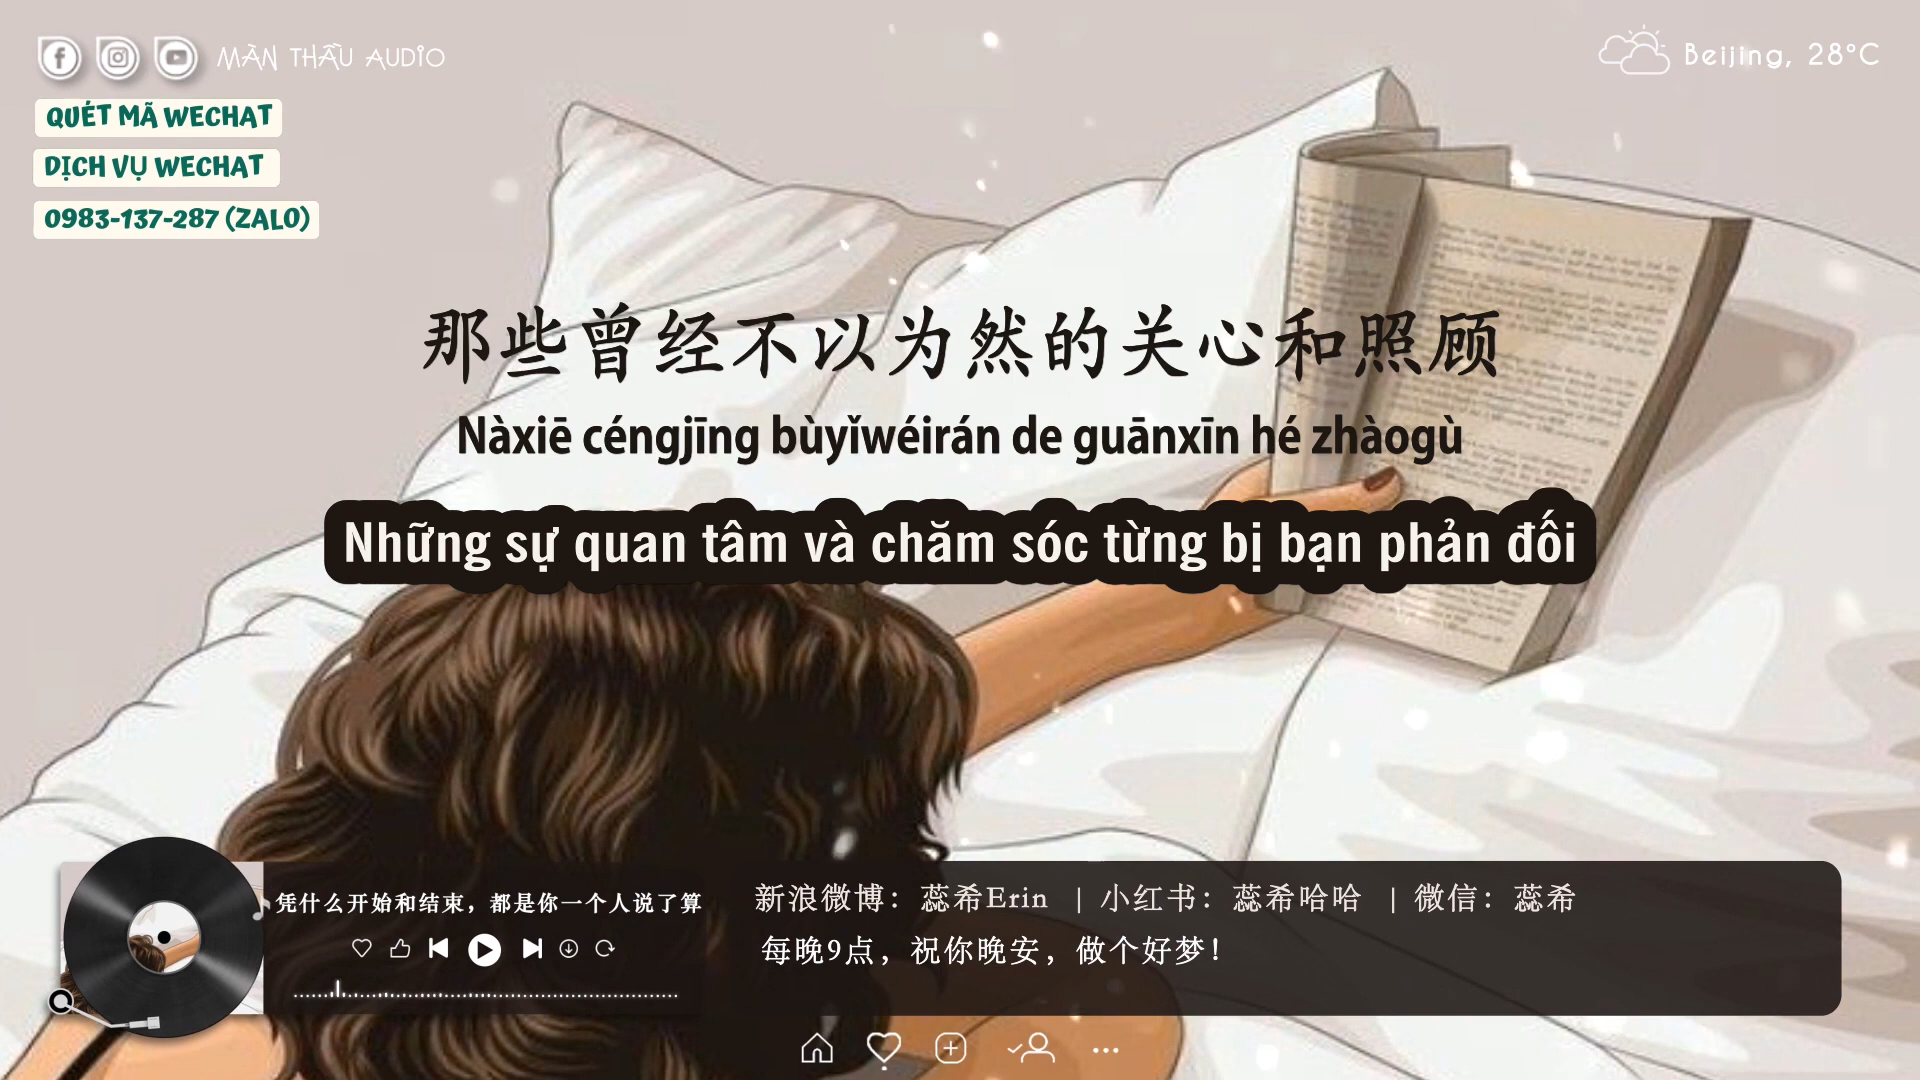 MÀN THẦU AUDIO
Beijing, 28°C
QUÉT MÃ WECHAT
DỊCH VỤ WECHAT
0983-137-287 (ZALO)
那些曾经不以为然的关心和照顾
Nàxiē céngjīng bùyǐwéirán de guānxīn hé zhàogù
Những sự quan tâm và chăm sóc từng bị bạn phản đối
凭什么开始和结束，都是你一个人说了算
新浪微博：蕊希Erin | 小红书：蕊希哈哈 | 微信：蕊希
每晚9点，祝你晚安，做个好梦！